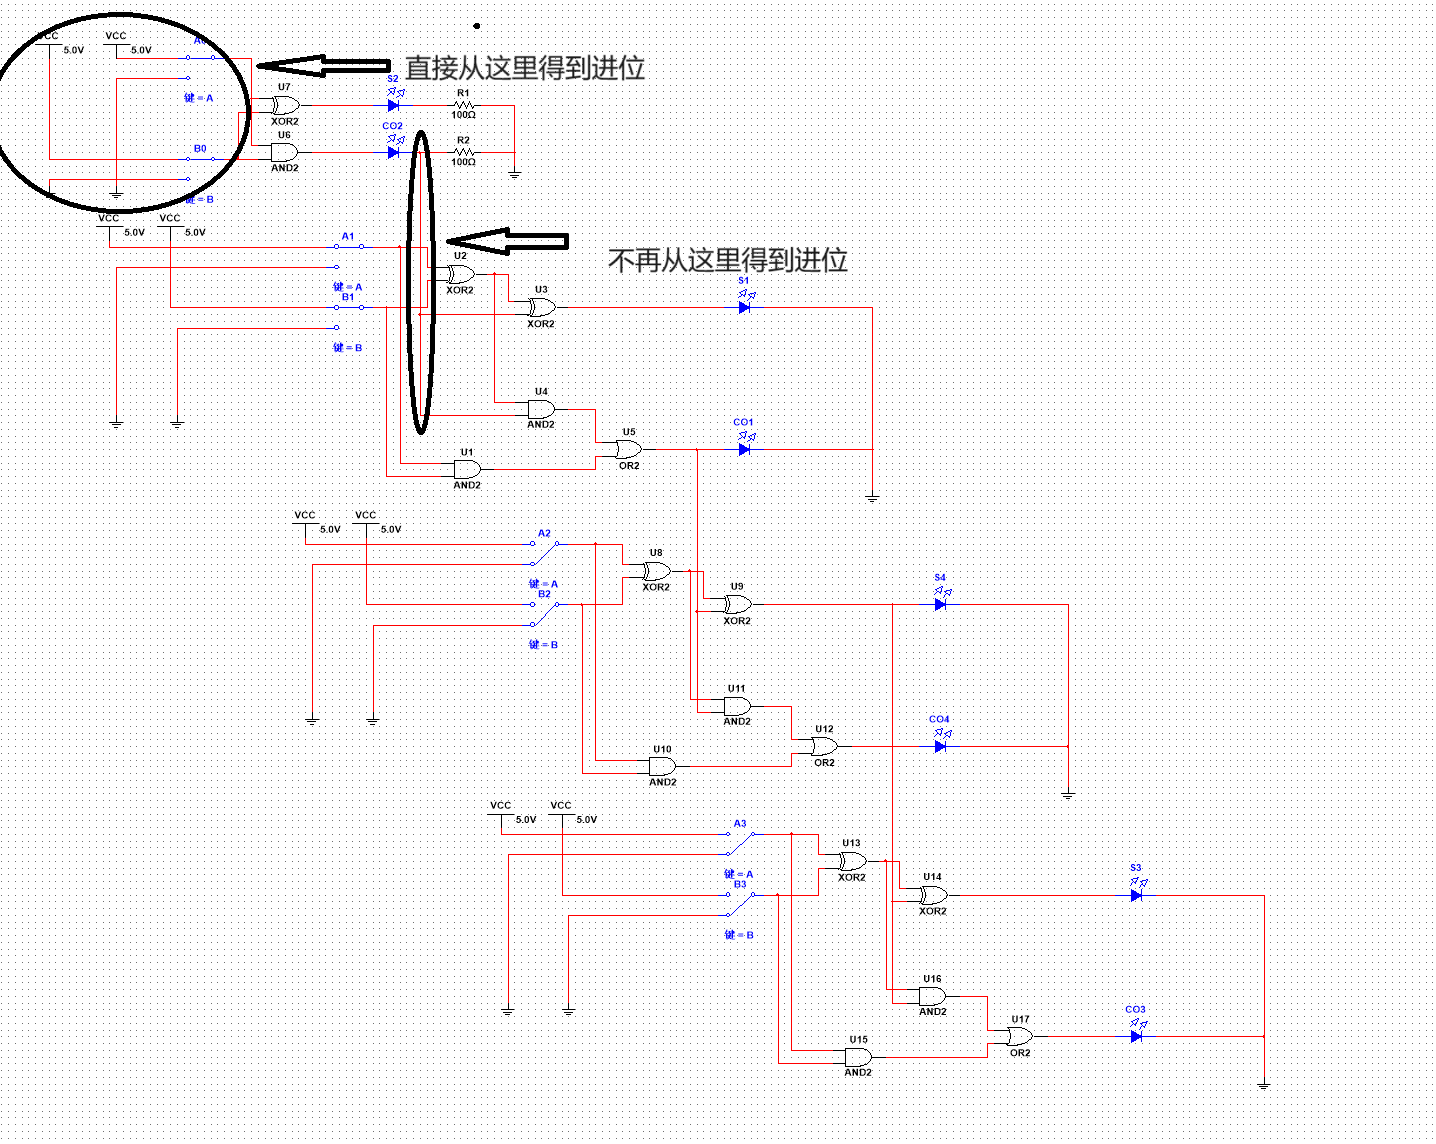 VCC
5.0V
VCC
5.0V
A0
直接从这里得到进位
键 = A
U7
XOR2
S2
R1
100Ω
U6
AND2
CO2
R2
100Ω
B0
键 = B
VCC
5.0V
VCC
5.0V
A1
键 = A
B1
键 = B
不再从这里得到进位
U2
XOR2
U3
XOR2
S1
U4
AND2
U5
OR2
CO1
U1
AND2
VCC
5.0V
VCC
5.0V
A2
键 = A
B2
键 = B
U8
XOR2
U9
XOR2
S4
U11
AND2
U12
OR2
CO4
U10
AND2
VCC
5.0V
VCC
5.0V
A3
键 = A
B3
键 = B
U13
XOR2
U14
XOR2
S3
U16
AND2
U17
OR2
CO3
U15
AND2